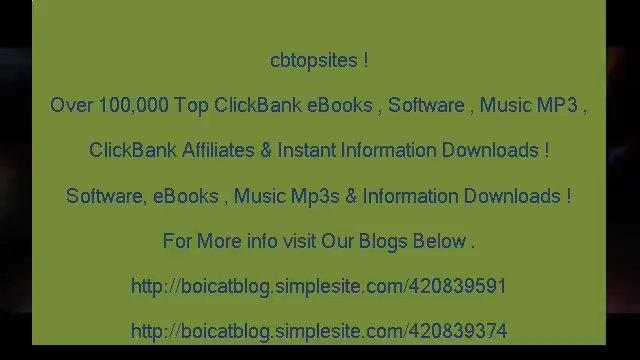 cbtopsites !
Over 100,000 Top ClickBank eBooks , Software , Music MP3 ,
ClickBank Affiliates & Instant Information Downloads !
Software, eBooks , Music Mp3s & Information Downloads !
For More info visit Our Blogs Below .
http://boicatblog.simplesite.com/420839591
http://boicatblog.simplesite.com/420839374